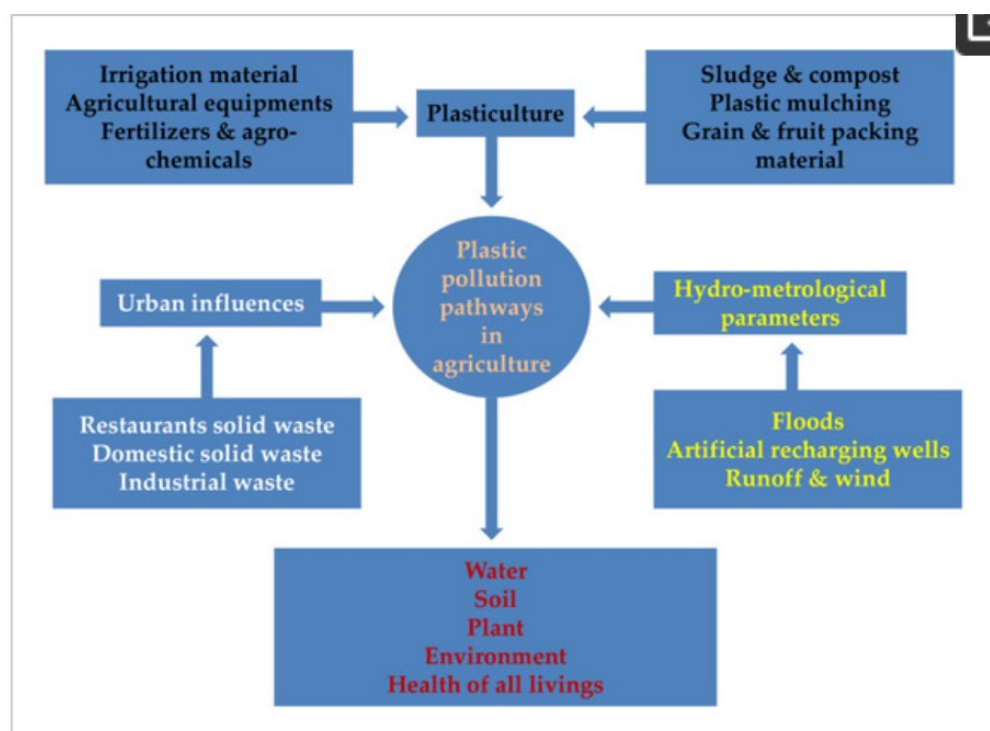 Irrigation material
Agricultural equipments
Fertilizers & agro-
chemicals
Plasticulture
Sludge & compost
Plastic mulching
Grain & fruit packing
material
Plastic
pollution
pathways
in
agriculture
Urban influences
Hydro-metrological
parameters
Restaurants solid waste
Domestic solid waste
Industrial waste
Floods
Artificial recharging wells
Runoff & wind
Water
Soil
Plant
Environment
Health of all livings